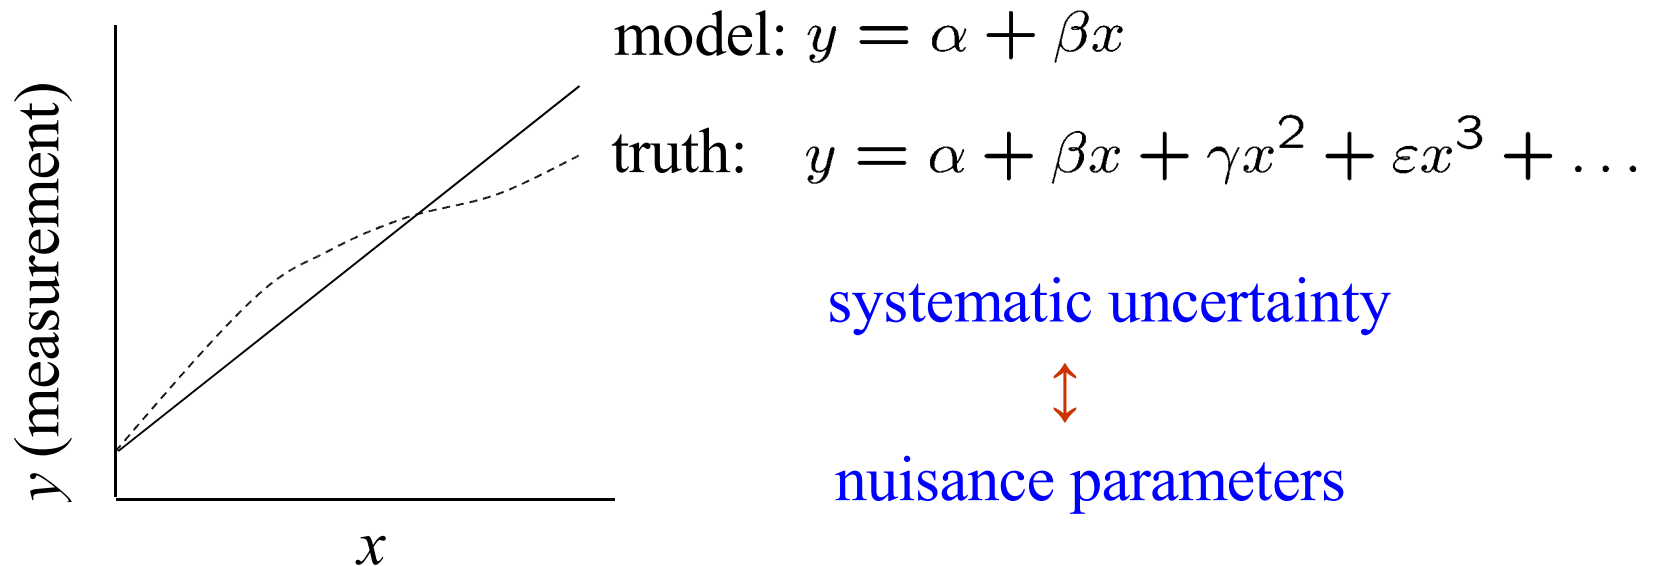 model: y = α + βx
truth: y = α + βx + γx² + εx³ + ...
systematic uncertainty
↕
nuisance parameters
y (measurement)
x